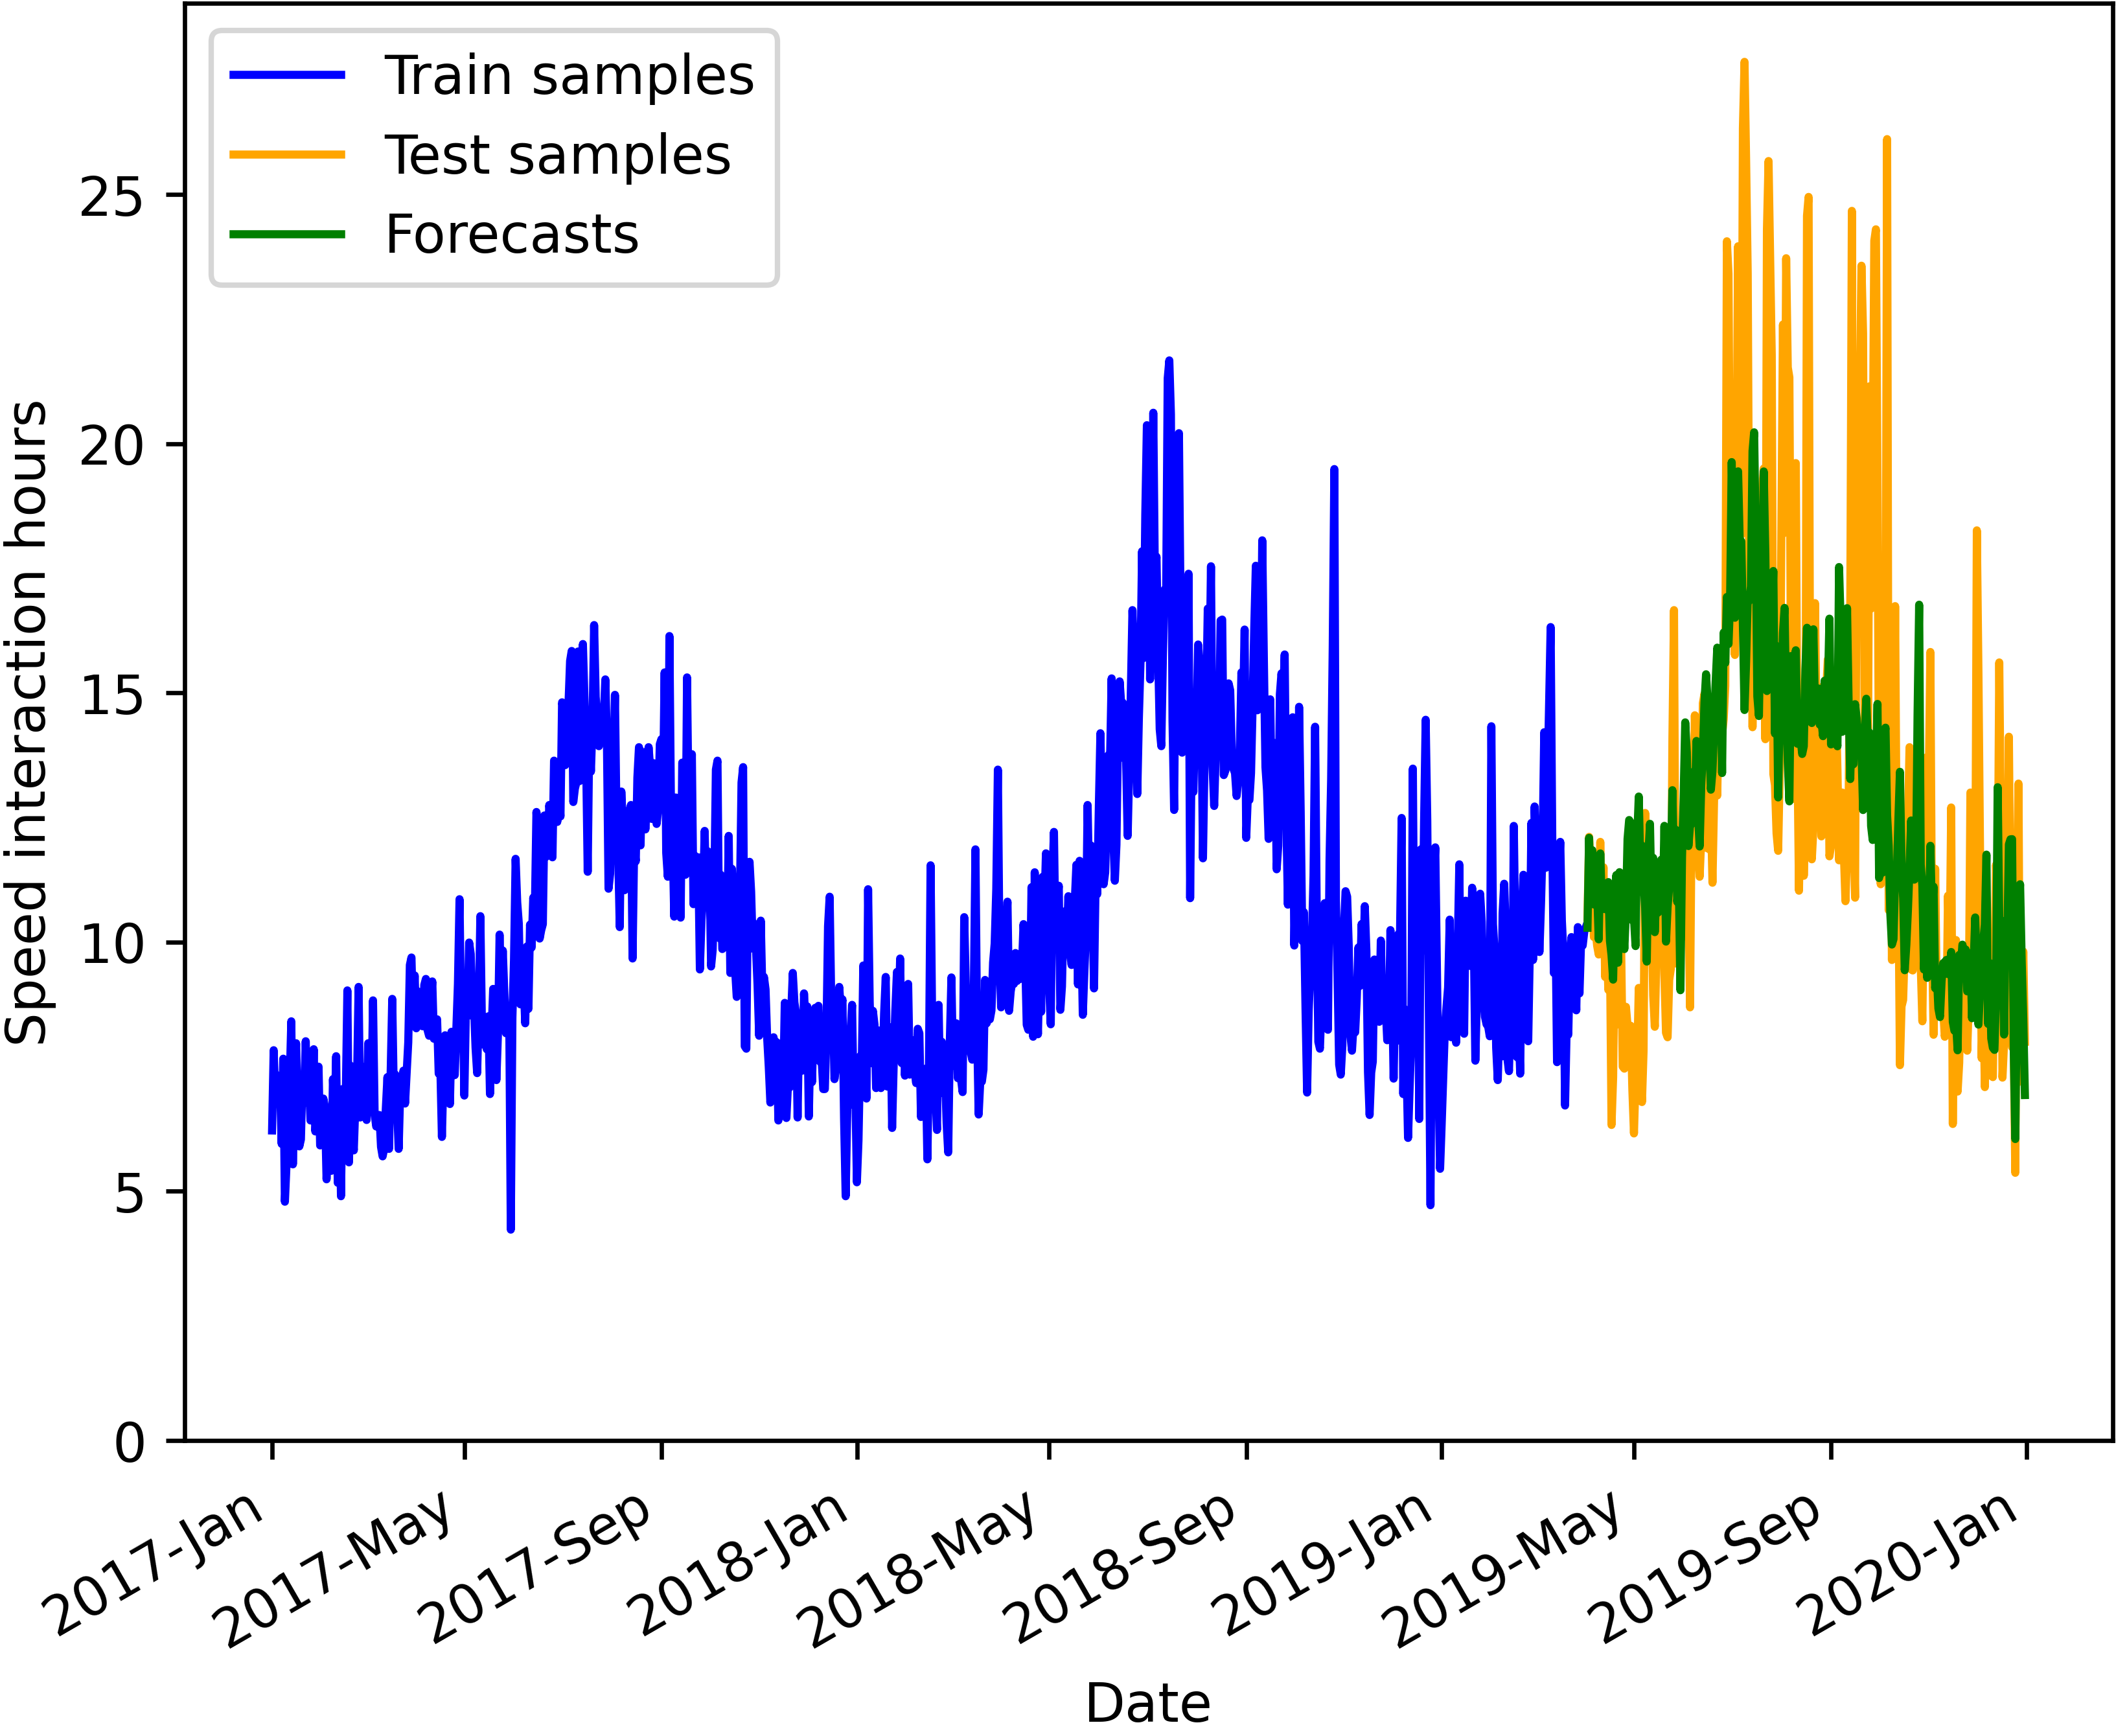 Train samples
Test samples
Forecasts
Speed interaction hours
25
20
15
10
5
0
2017-Jan
2017-May
2017-Sep
2018-Jan
2018-May
2018-Sep
2019-Jan
2019-May
2019-Sep
2020-Jan
Date